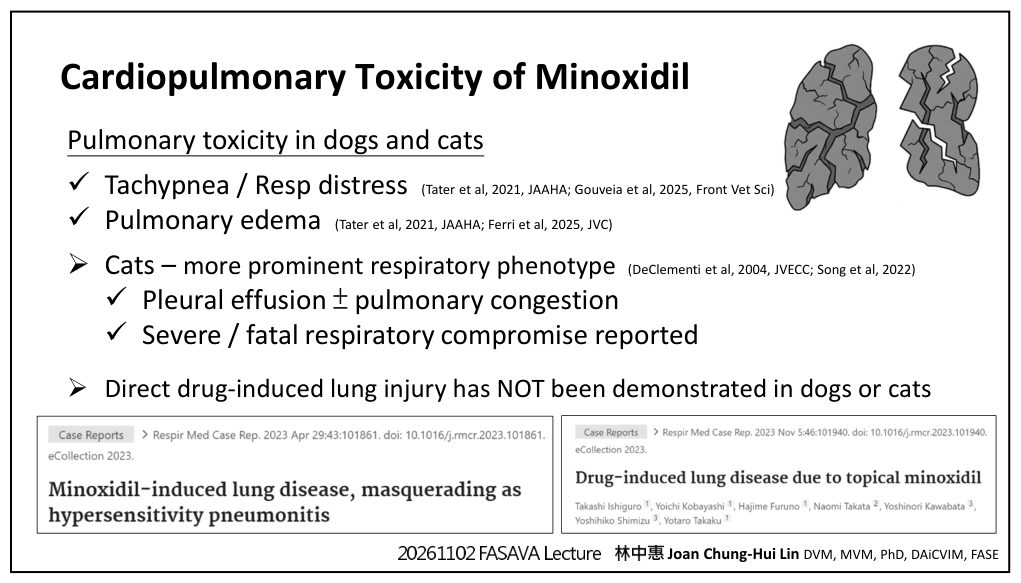 Cardiopulmonary Toxicity of Minoxidil
Pulmonary toxicity in dogs and cats
✓ Tachypnea / Resp distress (Tater et al, 2021, JAAHA; Gouveia et al, 2025, Front Vet Sci)
✓ Pulmonary edema (Tater et al, 2021, JAAHA; Ferri et al, 2025, JVC)
➢ Cats – more prominent respiratory phenotype (DeClementi et al, 2004, JVECC; Song et al, 2022)
✓ Pleural effusion ± pulmonary congestion
✓ Severe / fatal respiratory compromise reported
➢ Direct drug-induced lung injury has NOT been demonstrated in dogs or cats
Case Reports > Respir Med Case Rep. 2023 Apr 29:43:101861. doi: 10.1016/j.rmcr.2023.101861.
eCollection 2023.
Minoxidil-induced lung disease, masquerading as
hypersensitivity pneumonitis
Case Reports > Respir Med Case Rep. 2023 Nov 5:46:101940. doi: 10.1016/j.rmcr.2023.101940.
eCollection 2023.
Drug-induced lung disease due to topical minoxidil
Takashi Ishiguro 1, Yoichi Kobayashi 1, Hajime Furuno 1, Naomi Takata 2, Yoshinori Kawabata 3,
Yoshihiko Shimizu 3, Yotaro Takaku 1
20261102 FASAVA Lecture 林中惠 Joan Chung-Hui Lin DVM, MVM, PhD, DAiCVIM, FASE